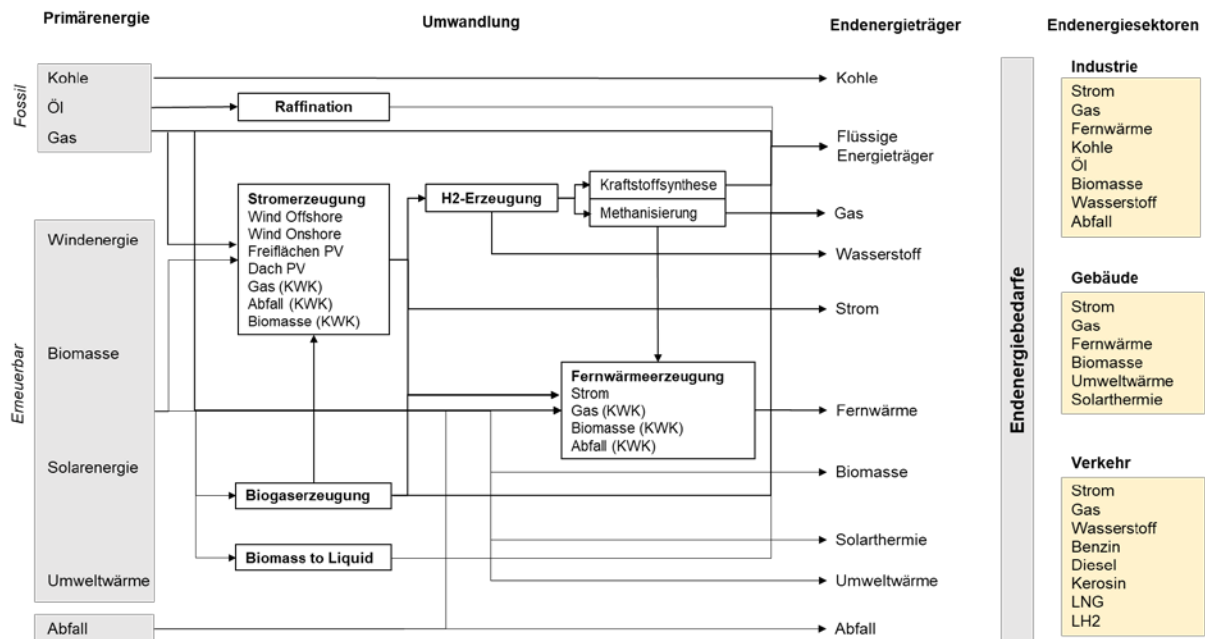 Primärenergie
Umwandlung
Endenergieträger
Endenergiesektoren
Fossil
Kohle
Öl
Gas
Erneuerbar
Windenergie
Biomasse
Solarenergie
Umweltwärme
Abfall
Raffination
Stromerzeugung
Wind Offshore
Wind Onshore
Freiflächen PV
Dach PV
Gas (KWK)
Abfall (KWK)
Biomasse (KWK)
H2-Erzeugung
Kraftstoffsynthese
Methanisierung
Fernwärmeerzeugung
Strom
Gas (KWK)
Biomasse (KWK)
Abfall (KWK)
Biogaserzeugung
Biomass to Liquid
Kohle
Flüssige
Energieträger
Gas
Wasserstoff
Strom
Fernwärme
Biomasse
Solarthermie
Umweltwärme
Abfall
Endenergiebedarfe
Industrie
Strom
Gas
Fernwärme
Kohle
Öl
Biomasse
Wasserstoff
Abfall
Gebäude
Strom
Gas
Fernwärme
Biomasse
Umweltwärme
Solarthermie
Verkehr
Strom
Gas
Wasserstoff
Benzin
Diesel
Kerosin
LNG
LH2